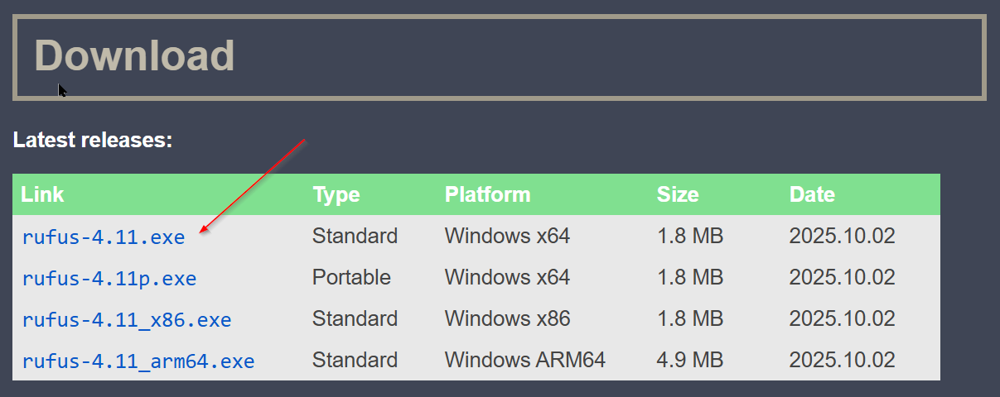 Download
Latest releases:
Link Type Platform Size Date
rufus-4.11.exe Standard Windows x64 1.8 MB 2025.10.02
rufus-4.11p.exe Portable Windows x64 1.8 MB 2025.10.02
rufus-4.11_x86.exe Standard Windows x86 1.8 MB 2025.10.02
rufus-4.11_arm64.exe Standard Windows ARM64 4.9 MB 2025.10.02